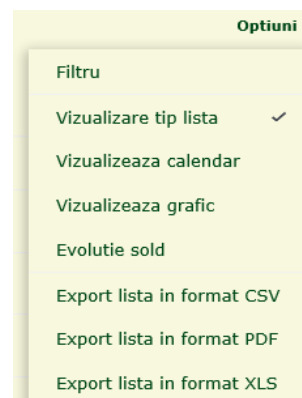 Optiuni
Filtru
Vizualizare tip lista
Vizualizeaza calendar
Vizualizeaza grafic
Evolutie sold
Export lista in format CSV
Export lista in format PDF
Export lista in format XLS